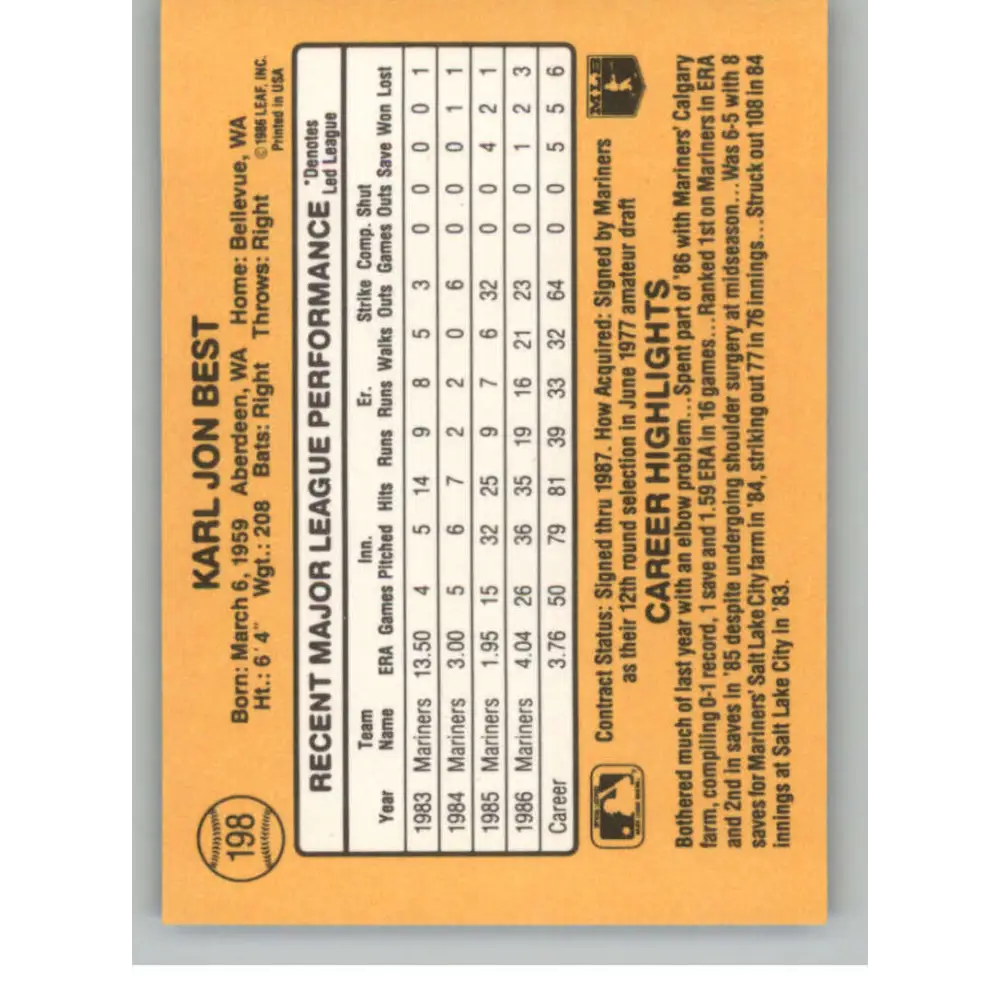 198
KARL JON BEST
Born: March 6, 1959 Aberdeen, WA Home: Bellevue, WA
Ht.: 6'4" Wgt.: 208 Bats: Right Throws: Right
©1986 LEAF, INC.
Printed in USA
RECENT MAJOR LEAGUE PERFORMANCE
*Denotes
Led League
Year Team Name ERA Games Inn. Pitched Hits Runs Er. Runs Walks Strike Outs Comp. Games Shut Outs Save Won Lost
1983 Mariners 13.50 4 5 14 9 8 5 3 0 0 0 0 1
1984 Mariners 3.00 5 6 7 2 2 0 6 0 0 0 1 1
1985 Mariners 1.95 15 32 25 9 7 6 32 0 0 4 2 1
1986 Mariners 4.04 26 36 35 19 16 21 23 0 0 1 2 3
Career 3.76 50 79 81 39 33 32 64 0 0 5 5 6
Contract Status: Signed thru 1987. How Acquired: Signed by Mariners
as their 12th round selection in June 1977 amateur draft
MLB
CAREER HIGHLIGHTS
Bothered much of last year with an elbow problem...Spent part of '86 with Mariners' Calgary
farm, compiling 0-1 record, 1 save and 1.59 ERA in 16 games...Ranked 1st on Mariners in ERA
and 2nd in saves in '85 despite undergoing shoulder surgery at midseason...Was 6-5 with 8
saves for Mariners' Salt Lake City farm in '84, striking out 77 in 76 innings...Struck out 108 in 84
innings at Salt Lake City in '83.